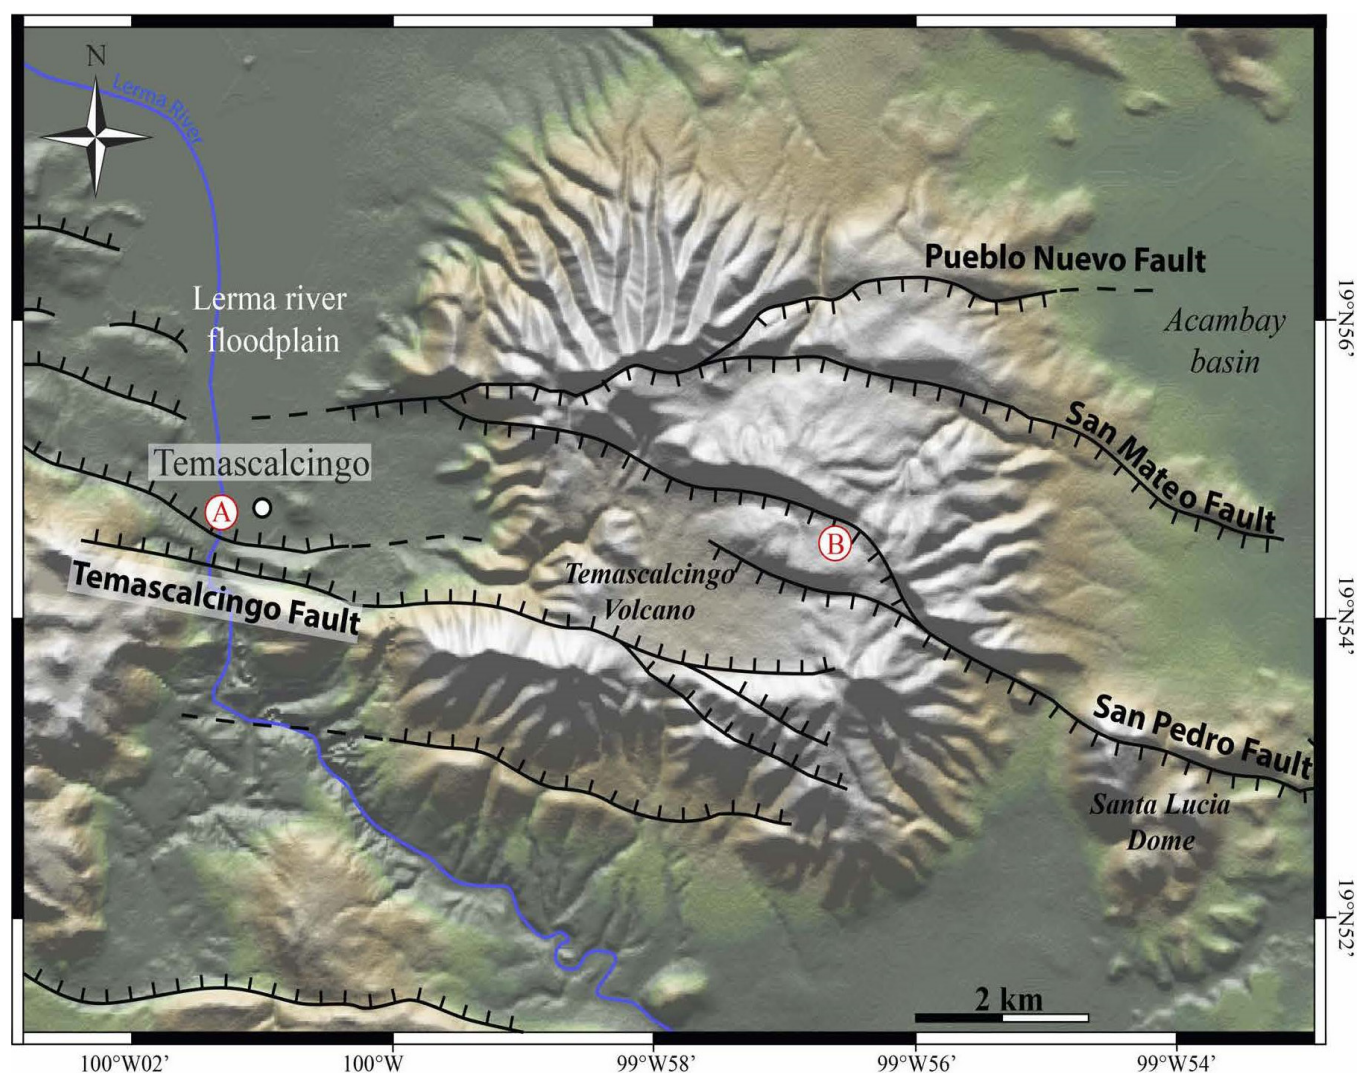 N
Lerma River
Lerma river
floodplain
Pueblo Nuevo Fault
Acambay
basin
19°N56'
San Mateo Fault
Temascalcingo
A
B
Temascalcingo
Volcano
Temascalcingo Fault
19°N54'
San Pedro Fault
Santa Lucia
Dome
19°N52'
2 km
100°W02'
100°W
99°W58'
99°W56'
99°W54'